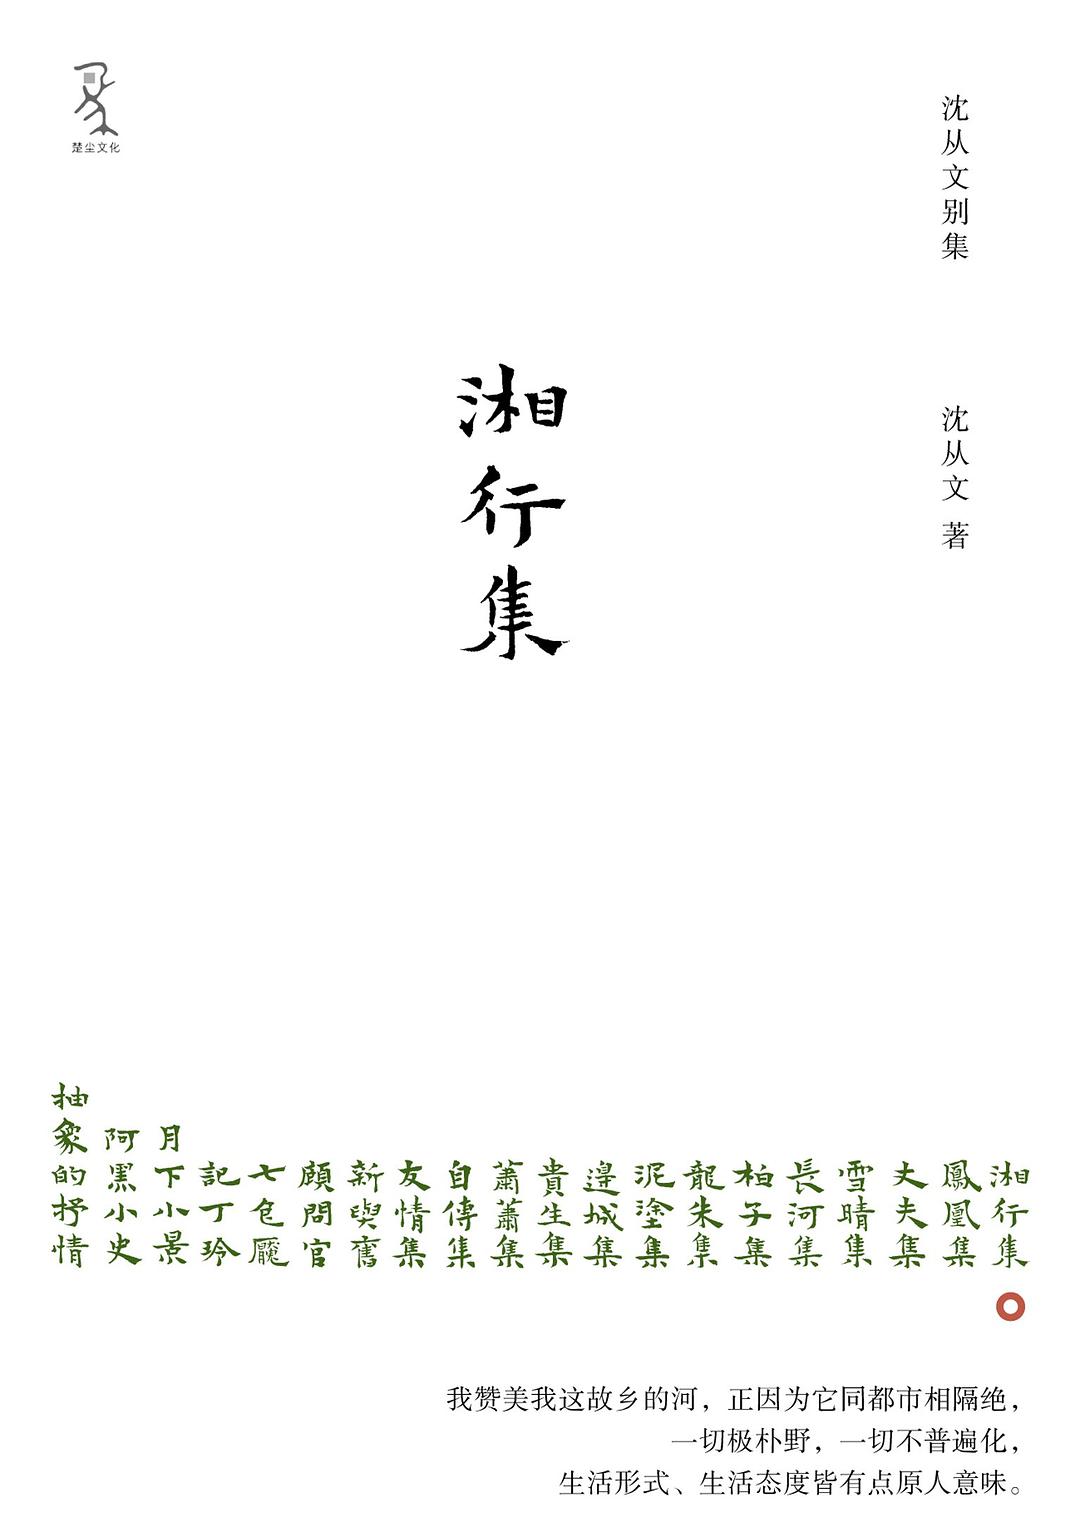 楚尘文化
沈从文别集
沈从文 著
湘行集
湘行集
鳳凰集
丈夫集
雪晴集
長河集
柏子集
龍朱集
泥塗集
邊城集
貴生集
蕭蕭集
自傳集
友情集
新與舊
顧問官
七色魘
記丁玲
月下小景
阿黑小史
抽象的抒情
我赞美我这故乡的河，正因为它同都市相隔绝，
一切极朴野，一切不普遍化，
生活形式、生活态度皆有点原人意味。